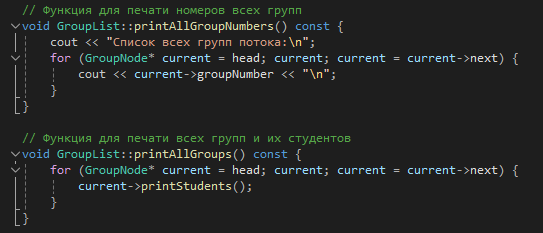 // Функция для печати номеров всех групп
void GroupList::printAllGroupNumbers() const {
    cout << "Список всех групп потока:\n";
    for (GroupNode* current = head; current; current = current->next) {
        cout << current->groupNumber << "\n";
    }
}

// Функция для печати всех групп и их студентов
void GroupList::printAllGroups() const {
    for (GroupNode* current = head; current; current = current->next) {
        current->printStudents();
    }
}